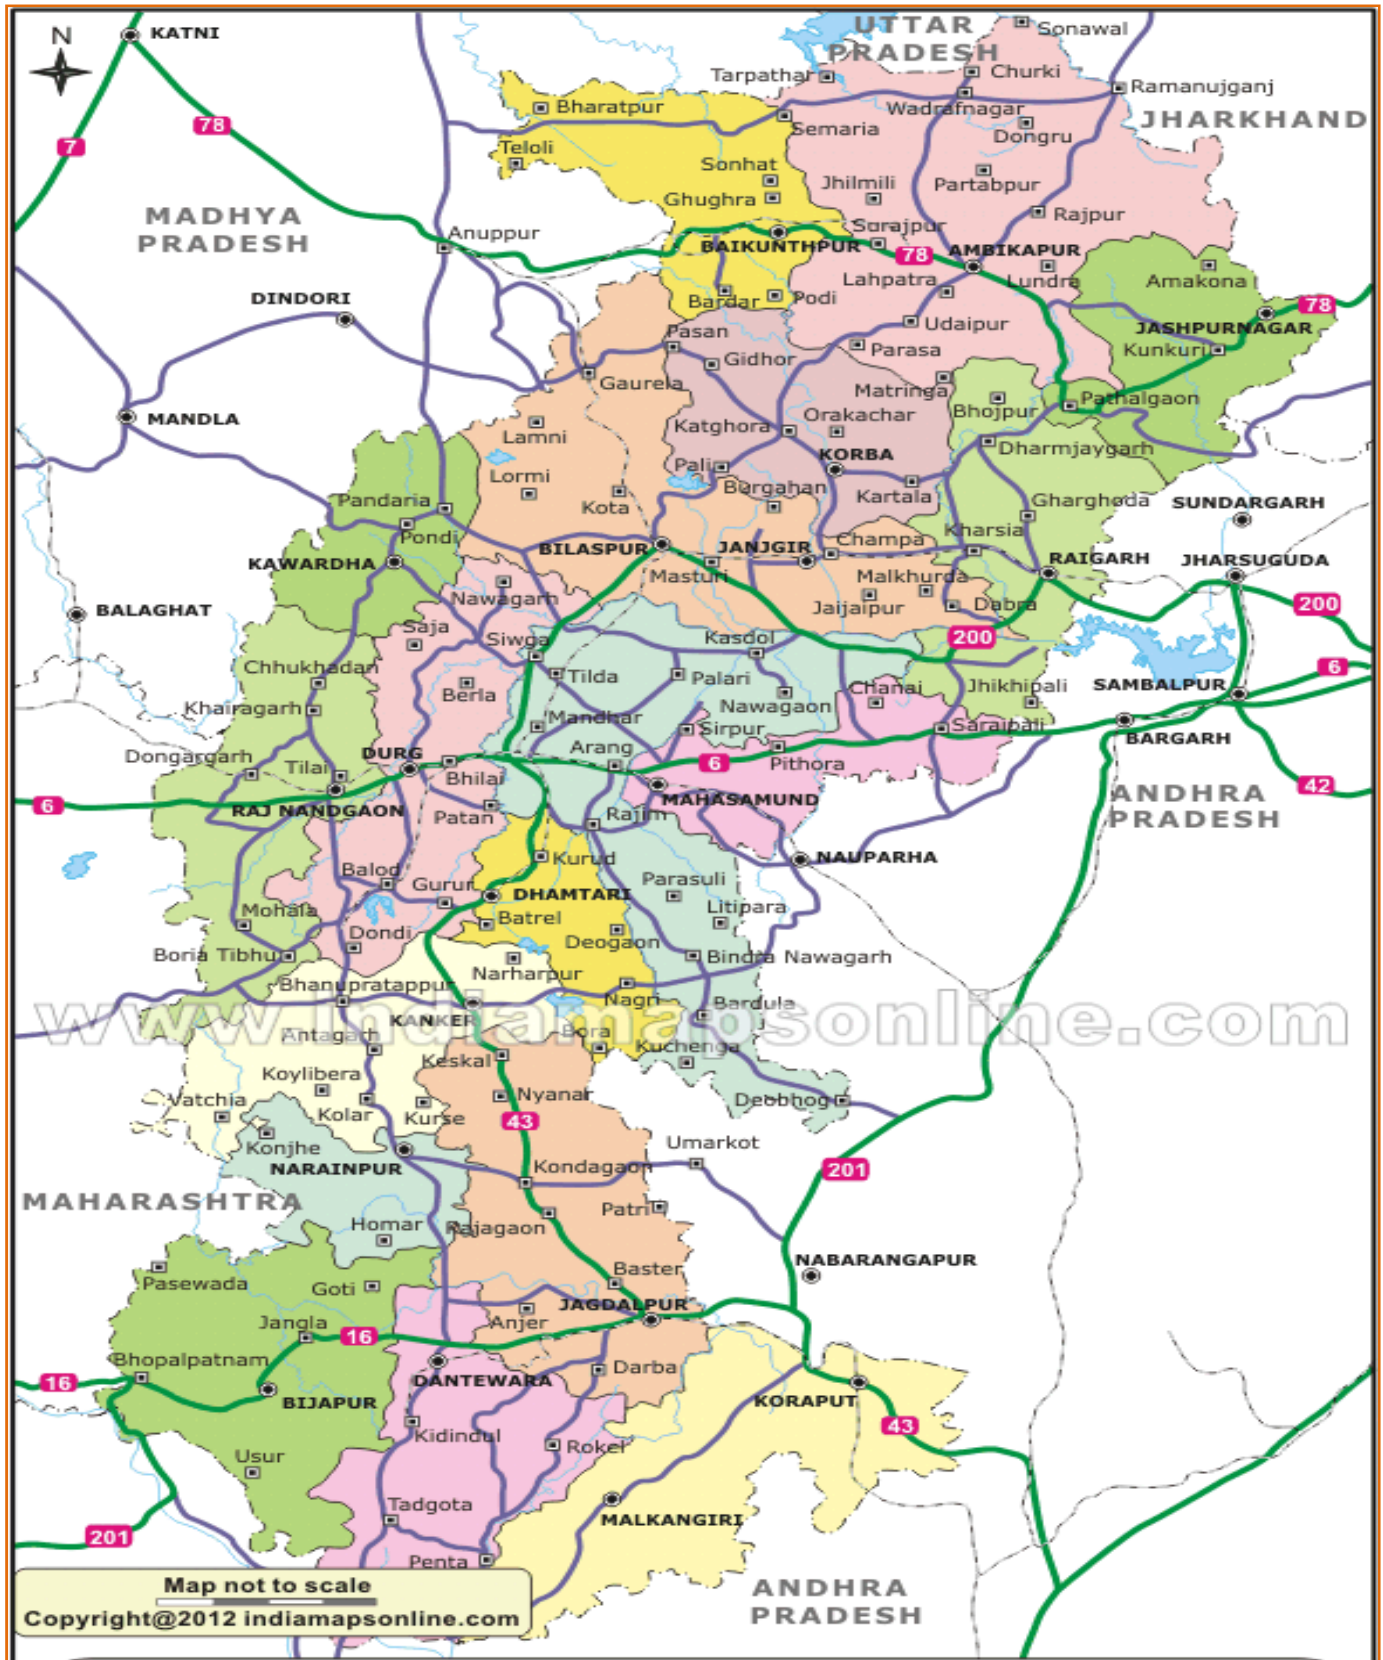 N
KATNI
UTTAR
PRADESH
Sonawal
Tarpathar
Churki
Ramanujganj
Wadrafnagar
Bharatpur
78
Semaria
Dongru
JHARKHAND
7
Teloli
Sonhat
Jhilmili
Partabpur
Ghughra
MADHYA
PRADESH
Rajpur
Anuppur
Surajpur
BAIKUNTHPUR
78
AMBIKAPUR
Lahpatra
Lundra
Amakona
DINDORI
Bardar
Podi
78
Udaipur
JASHPURNAGAR
Pasan
Gidhor
Parasa
Kunkuri
Gaurela
Matringa
Bhojpur
Pathalgaon
MANDLA
Lamni
Katghora
Orakachar
Dharmjaygarh
KORBA
Lormi
Pali
Burgahan
Kartala
Pandaria
Kota
Gharghoda
SUNDARGARH
Pondi
Kharsia
KAWARDHA
BILASPUR
JANJGIR
Champa
RAIGARH
JHARSUGUDA
Masturi
Malkhurda
Nawagarh
Jaijaipur
Dabra
BALAGHAT
200
Saja
Siwga
Kasdol
200
Chhukhadan
Tilda
Palari
6
Berla
Chanai
Jhikhipali
SAMBALPUR
Khairagarh
Nawagaon
Mandhar
Sirpur
Saraipali
BARGARH
Dongargarh
Tilai
DURG
Arang
6
Pithora
Bhilai
42
6
RAJ NANDGAON
MAHASAMUND
ANDHRA
PRADESH
Patan
Rajim
Kurud
NAUPARHA
Balod
Gurur
DHAMTARI
Parasuli
Mohala
Batrel
Litipara
Dondi
Deogaon
Boria Tibhu
Bindra Nawagarh
Narharpur
Bhanupratappur
Nagri
Bardula
www.indiamapsonline.com
KANKER
Antagarh
Bora
Keskal
Kuchenga
Koylibera
Nyanar
Vatchia
Kolar
Kurse
Deobhog
43
Konjhe
Umarkot
NARAINPUR
Kondagaon
201
MAHARASHTRA
Patri
Homar
Rajagaon
NABARANGAPUR
Pasewada
Goti
Baster
JAGDALPUR
Jangla
16
Anjer
Bhopalpatnam
Darba
16
DANTEWARA
BIJAPUR
KORAPUT
43
Kidindul
Rokel
Usur
Tadgota
MALKANGIRI
201
Penta
Map not to scale
Copyright@2012 indiamapsonline.com
ANDHRA
PRADESH